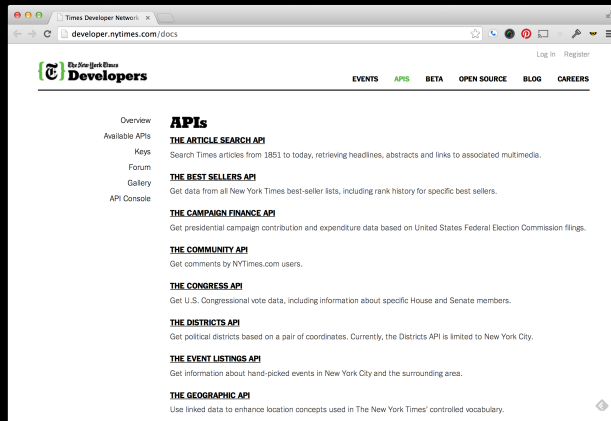 Times Developer Network
developer.nytimes.com/docs
Log In Register
The New York Times
Developers
EVENTS APIS BETA OPEN SOURCE BLOG CAREERS
Overview
Available APIs
Keys
Forum
Gallery
API Console
APIs
THE ARTICLE SEARCH API
Search Times articles from 1851 to today, retrieving headlines, abstracts and links to associated multimedia.
THE BEST SELLERS API
Get data from all New York Times best-seller lists, including rank history for specific best sellers.
THE CAMPAIGN FINANCE API
Get presidential campaign contribution and expenditure data based on United States Federal Election Commission filings.
THE COMMUNITY API
Get comments by NYTimes.com users.
THE CONGRESS API
Get U.S. Congressional vote data, including information about specific House and Senate members.
THE DISTRICTS API
Get political districts based on a pair of coordinates. Currently, the Districts API is limited to New York City.
THE EVENT LISTINGS API
Get information about hand-picked events in New York City and the surrounding area.
THE GEOGRAPHIC API
Use linked data to enhance location concepts used in The New York Times' controlled vocabulary.